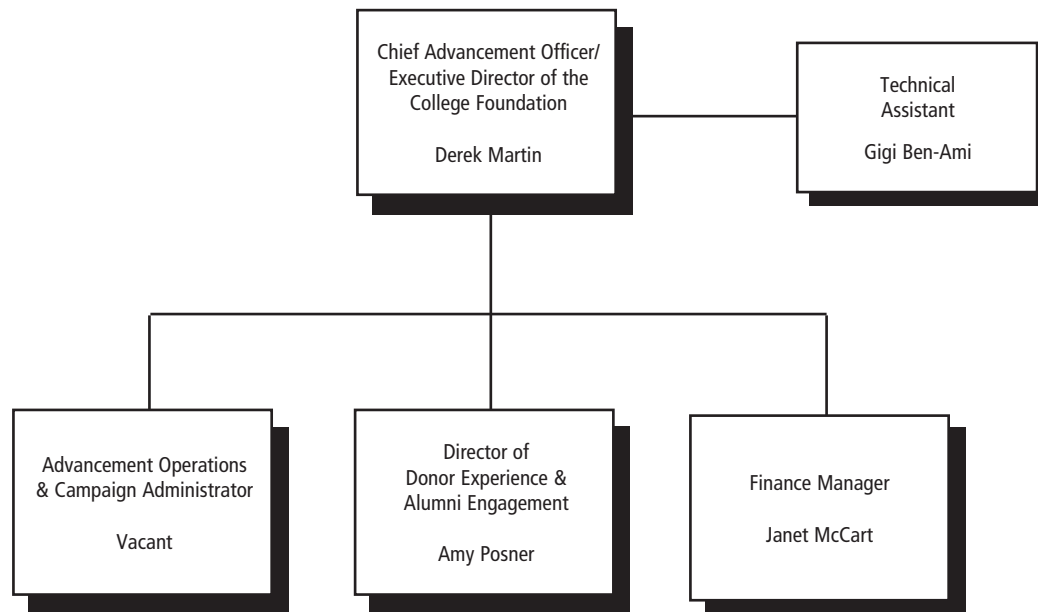 Chief Advancement Officer/
Executive Director of the
College Foundation
Derek Martin
Technical
Assistant
Gigi Ben-Ami
Advancement Operations
& Campaign Administrator
Vacant
Director of
Donor Experience &
Alumni Engagement
Amy Posner
Finance Manager
Janet McCart